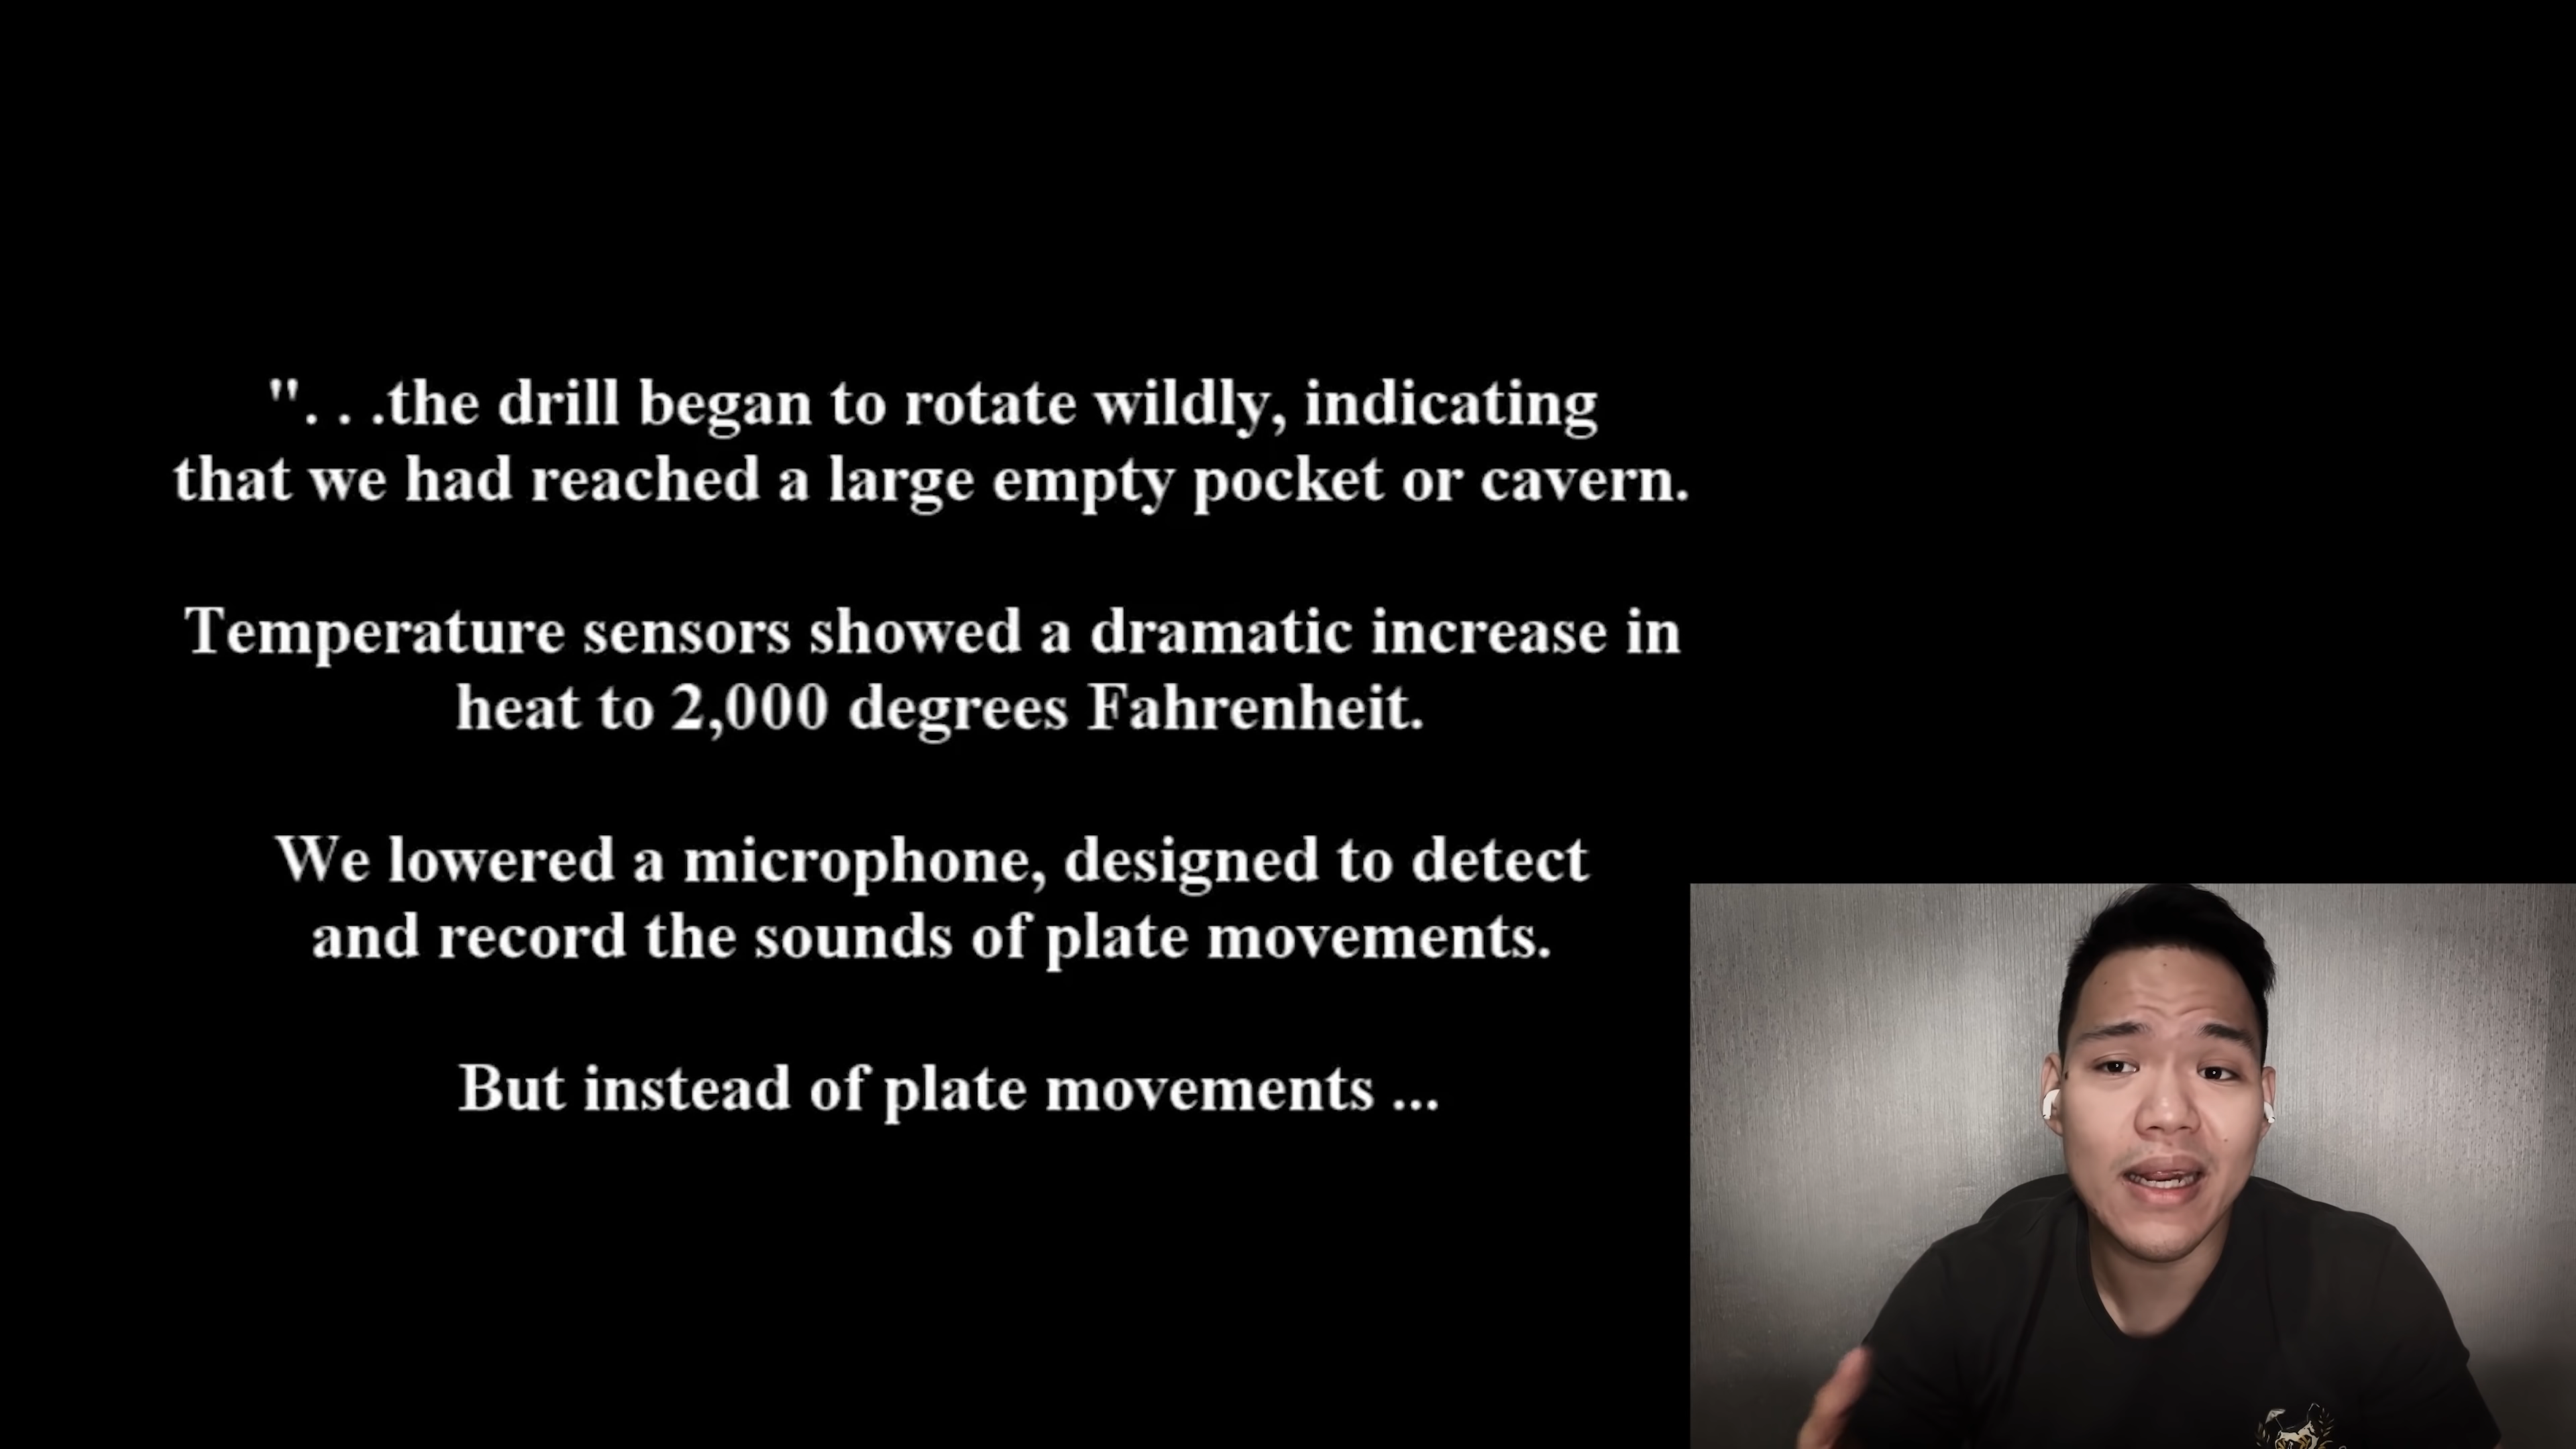 ". . .the drill began to rotate wildly, indicating
that we had reached a large empty pocket or cavern.
Temperature sensors showed a dramatic increase in
heat to 2,000 degrees Fahrenheit.
We lowered a microphone, designed to detect
and record the sounds of plate movements.
But instead of plate movements ...